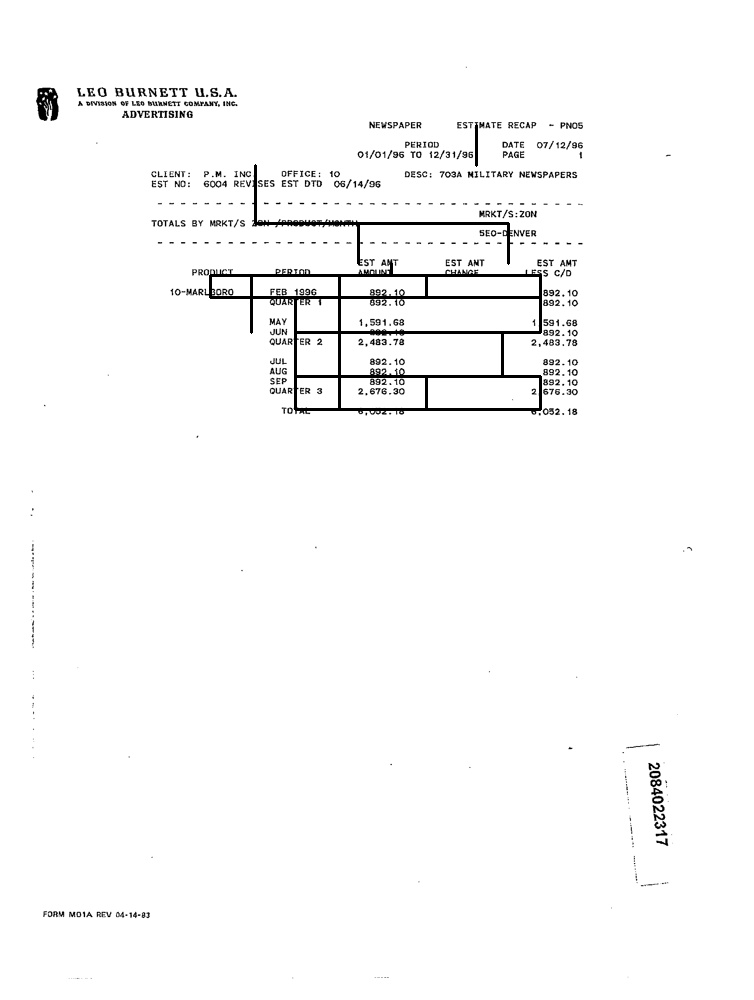 LEO BURNETT U.S.A.
A DIVISION OF LEO BURNETT COMPANY, INC.
ADVERTISING
NEWSPAPER ESTIMATE RECAP - PNO5
PERIOD DATE 07/12/96
01/01/96 TO 12/31/96 PAGE 1
CLIENT: P.M. INC OFFICE: 10 DESC: 703A MILITARY NEWSPAPERS
EST NO: 6004 REVISES EST DTD 06/14/96
MRKT/S:ZON
TOTALS BY MRKT/S ZON /PRODUCT/MONTH
5EO-DENVER
EST AMT EST AMT EST AMT
PRODUCT PERIOD AMOUNT CHANGE LESS C/D
10-MARLBORO FEB 1996 892.10 892.10
QUARTER 1 892.10 892.10
MAY 1,591.68 1,591.68
JUN 892.10 892.10
QUARTER 2 2,483.78 2,483.78
JUL 892.10 892.10
AUG 892.10 892.10
SEP 892.10 892.10
QUARTER 3 2,676.30 2,676.30
TOTAL 6,052.18 6,052.18
2084022317
FORM MO1A REV 04-14-83